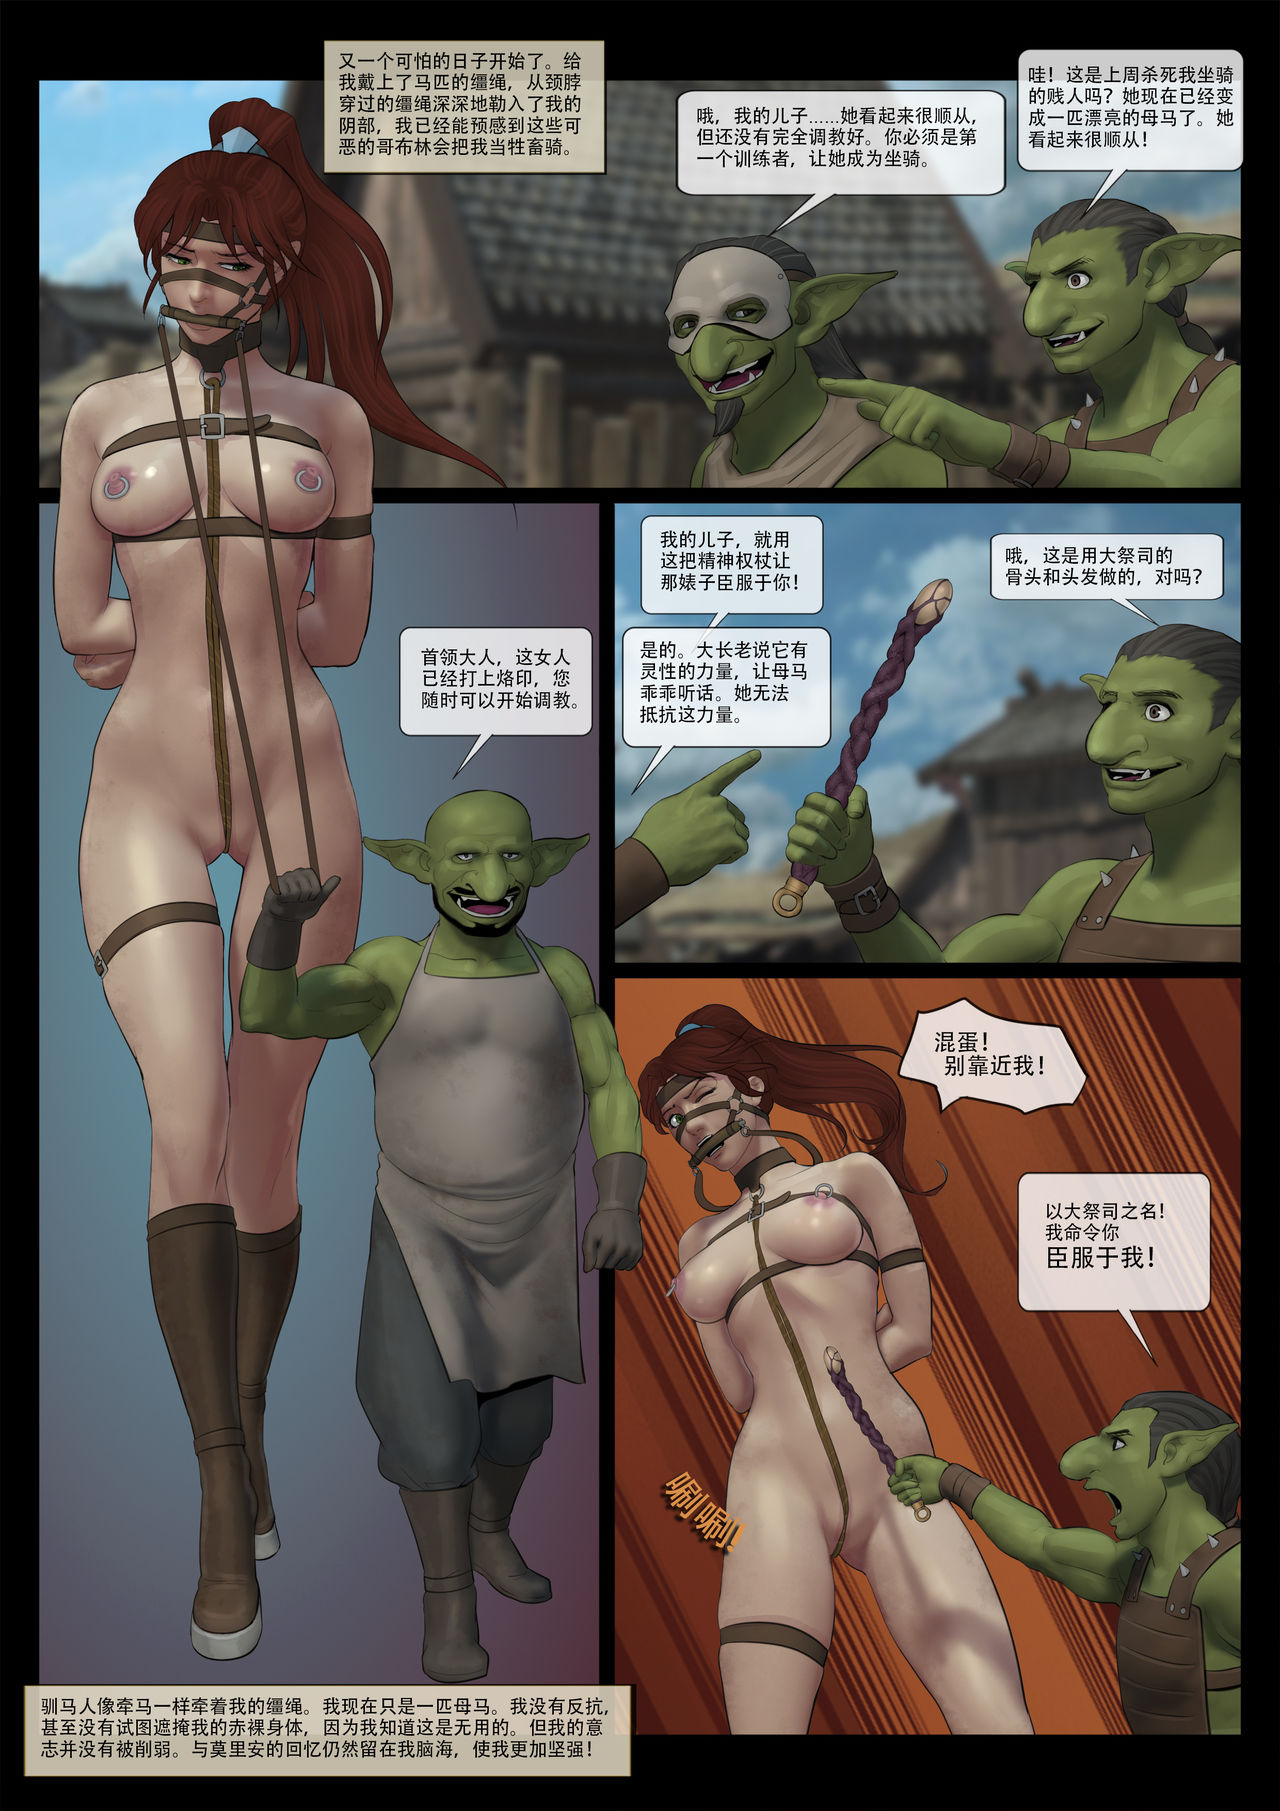 又一个可怕的日子开始了。给
我戴上了马匹的缰绳，从颈脖
穿过的缰绳深深地勒入了我的
阴部，我已经能预感到这些可
恶的哥布林会把我当牲畜骑。
哦，我的儿子……她看起来很顺从，
但还没有完全调教好。你必须是第
一个训练者，让她成为坐骑。
哇！这是上周杀死我坐骑
的贱人吗？她现在已经变
成一匹漂亮的母马了。她
看起来很顺从！
首领大人，这女人
已经打上烙印，您
随时可以开始调教。
我的儿子，就用
这把精神权杖让
那婊子臣服于你！
哦，这是用大祭司的
骨头和头发做的，对吗？
是的。大长老说它有
灵性的力量，让母马
乖乖听话。她无法
抵抗这力量。
混蛋！
别靠近我！
以大祭司之名！
我命令你
臣服于我！
唰唰！
驯马人像牵马一样牵着我的缰绳。我现在只是一匹母马。我没有反抗，
甚至没有试图遮掩我的赤裸身体，因为我知道这是无用的。但我的意
志并没有被削弱。与莫里安的回忆仍然留在我脑海，使我更加坚强！